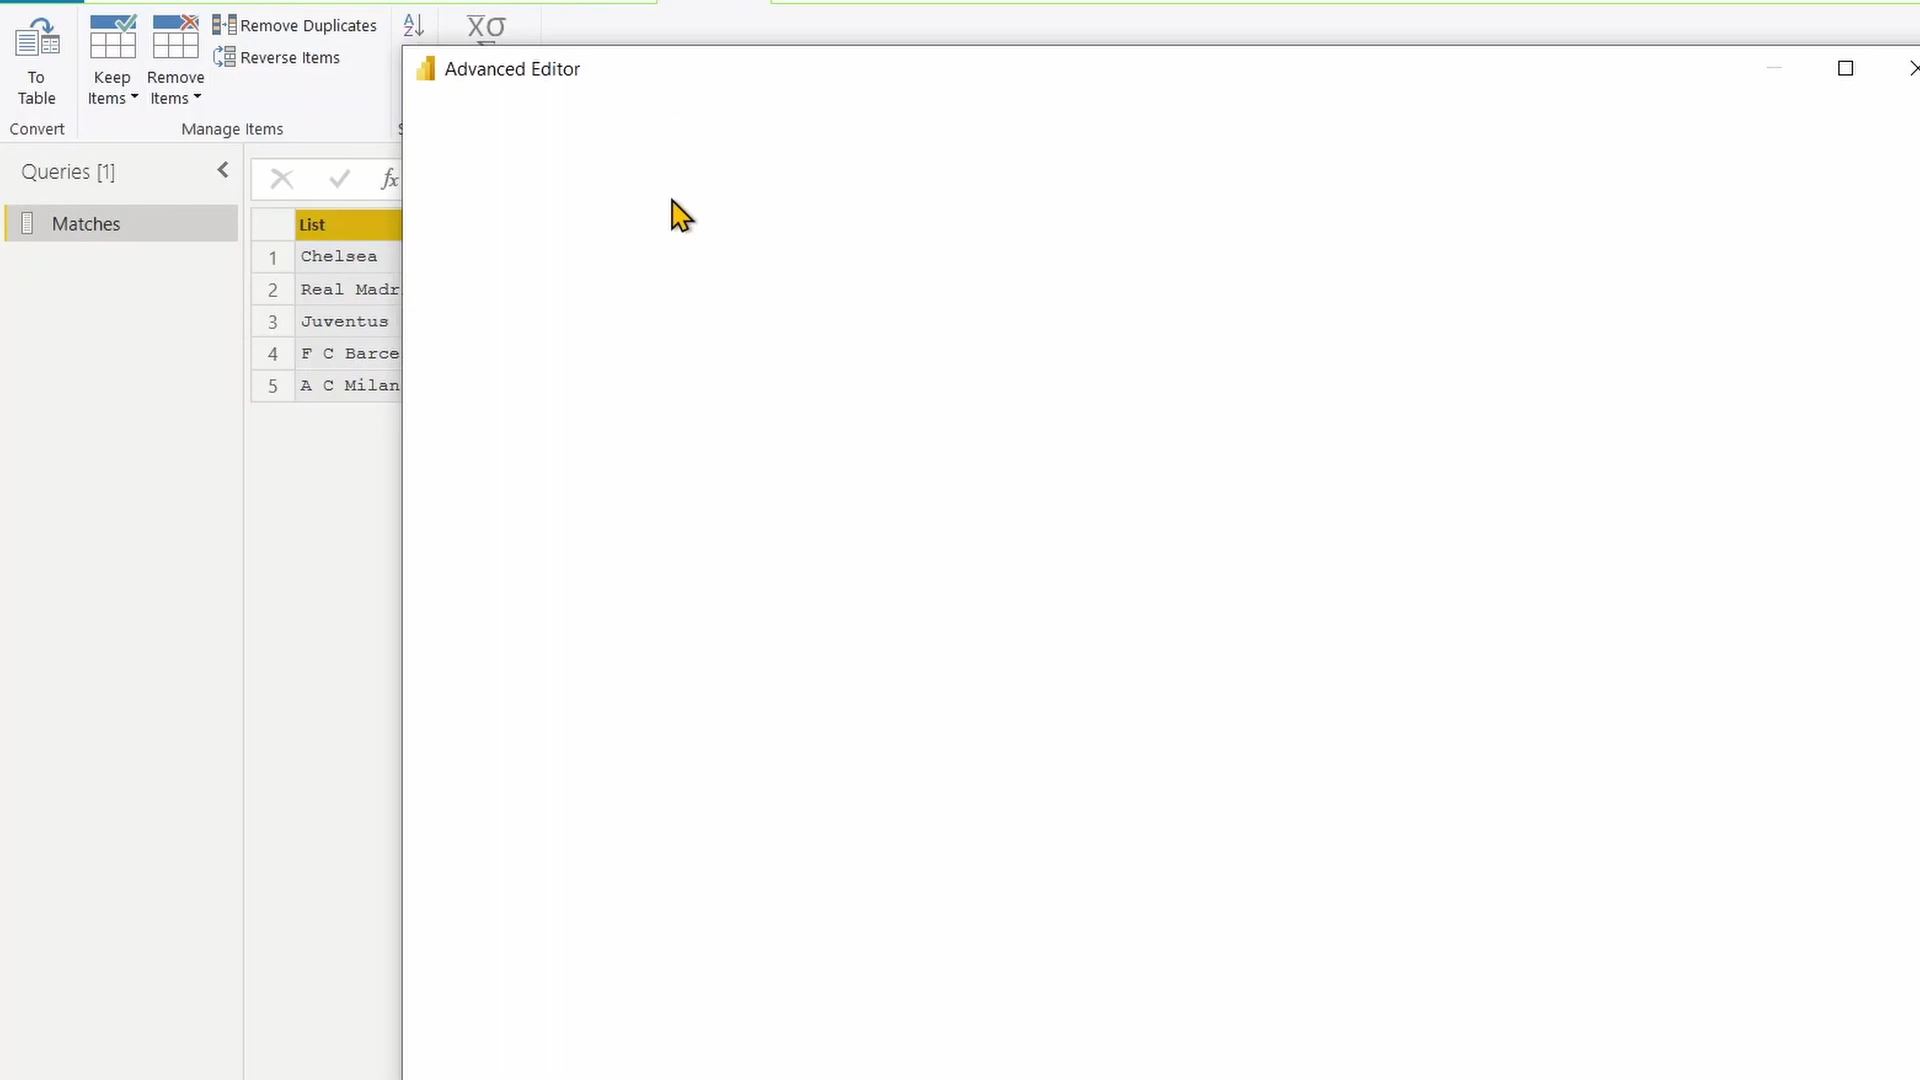 Remove Duplicates
Reverse Items
To
Table
Keep
Items
Remove
Items
Convert
Manage Items
A
Z
X̅σ
Σ
Advanced Editor
Queries [1]
Matches
fx
List
1 Chelsea
2 Real Madr
3 Juventus
4 F C Barce
5 A C Milan